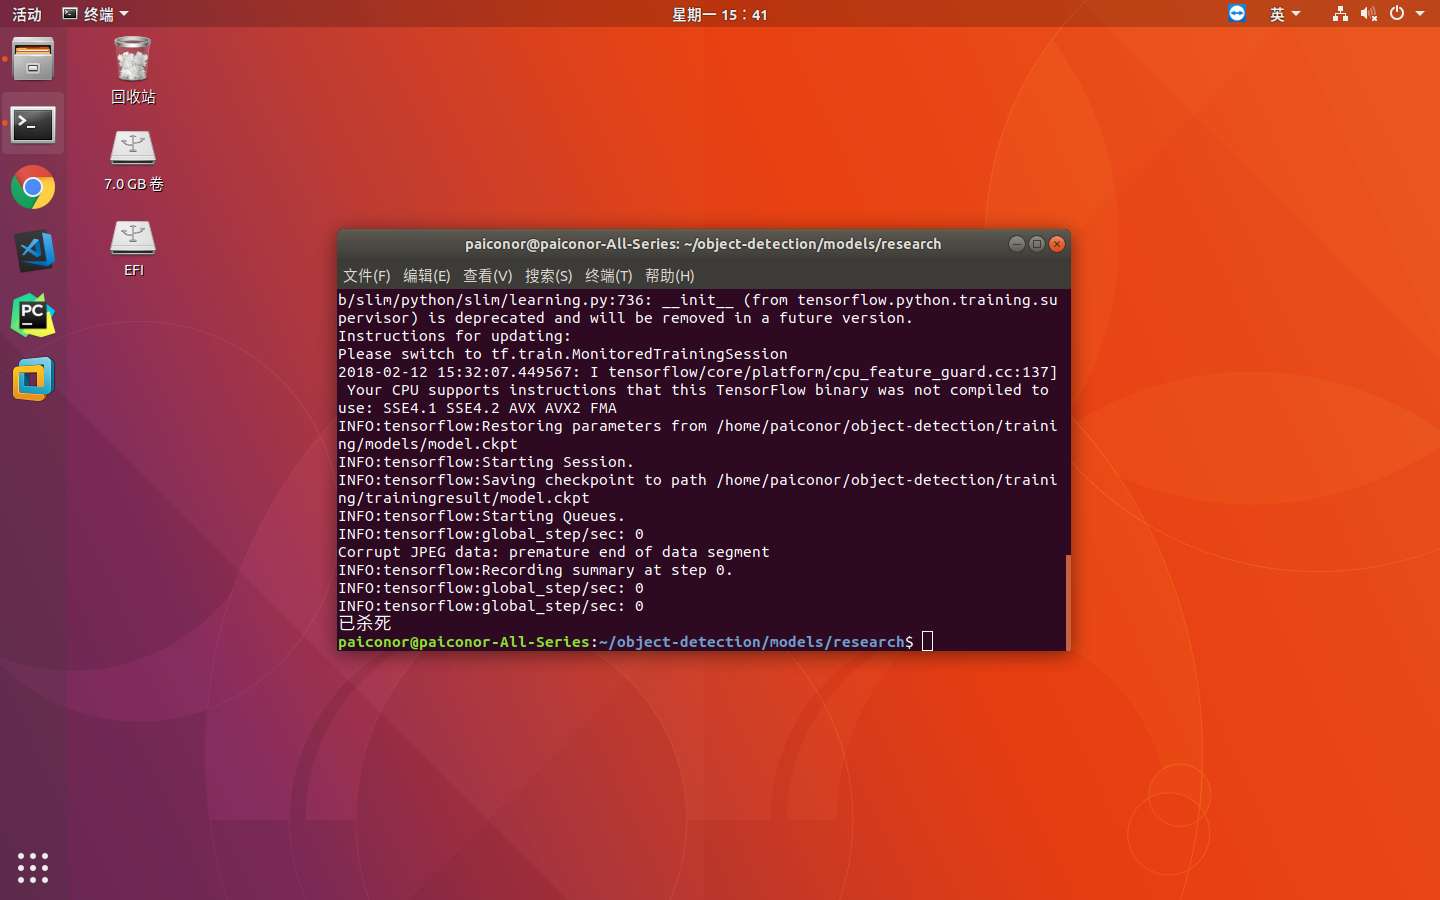 活动 终端 星期一 15：41 英
回收站
7.0 GB 卷
EFI
PC
paiconor@paiconor-All-Series: ~/object-detection/models/research
文件(F) 编辑(E) 查看(V) 搜索(S) 终端(T) 帮助(H)
b/slim/python/slim/learning.py:736: __init__ (from tensorflow.python.training.su
pervisor) is deprecated and will be removed in a future version.
Instructions for updating:
Please switch to tf.train.MonitoredTrainingSession
2018-02-12 15:32:07.449567: I tensorflow/core/platform/cpu_feature_guard.cc:137]
 Your CPU supports instructions that this TensorFlow binary was not compiled to
use: SSE4.1 SSE4.2 AVX AVX2 FMA
INFO:tensorflow:Restoring parameters from /home/paiconor/object-detection/traini
ng/models/model.ckpt
INFO:tensorflow:Starting Session.
INFO:tensorflow:Saving checkpoint to path /home/paiconor/object-detection/traini
ng/trainingresult/model.ckpt
INFO:tensorflow:Starting Queues.
INFO:tensorflow:global_step/sec: 0
Corrupt JPEG data: premature end of data segment
INFO:tensorflow:Recording summary at step 0.
INFO:tensorflow:global_step/sec: 0
INFO:tensorflow:global_step/sec: 0
已杀死
paiconor@paiconor-All-Series:~/object-detection/models/research$